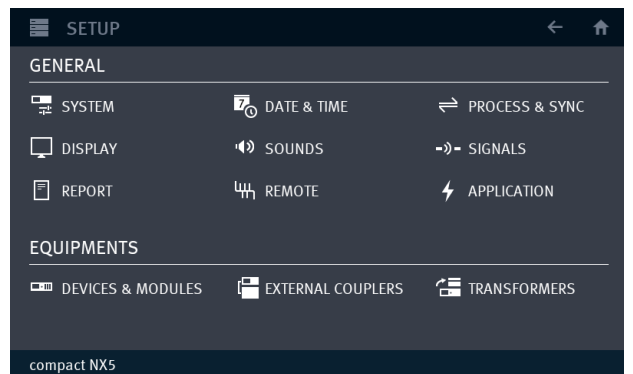 SETUP
GENERAL
SYSTEM
7
DATE & TIME
PROCESS & SYNC
DISPLAY
SOUNDS
SIGNALS
REPORT
REMOTE
APPLICATION
EQUIPMENTS
DEVICES & MODULES
EXTERNAL COUPLERS
TRANSFORMERS
compact NX5